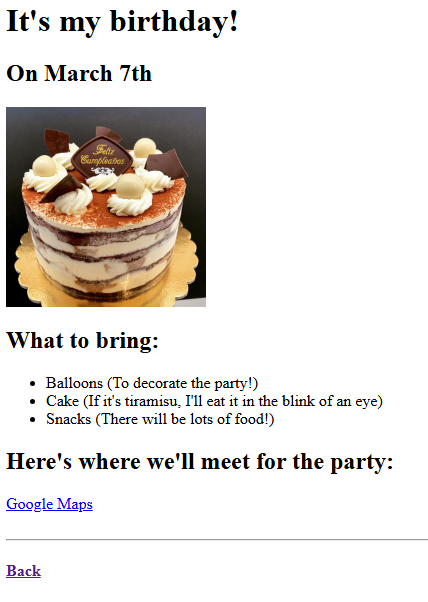 It's my birthday!
On March 7th
Feliz
Cumpleaños
What to bring:
Balloons (To decorate the party!)
Cake (If it's tiramisu, I'll eat it in the blink of an eye)
Snacks (There will be lots of food!)
Here's where we'll meet for the party:
Google Maps
Back